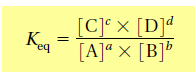 K_eq = [C]^c × [D]^d / [A]^a × [B]^b